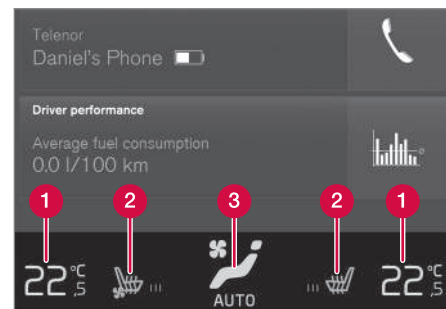 Telenor
Daniel's Phone
Driver performance
Average fuel consumption
0.0 l/100 km
1 2 3 2 1
22°C,5 AUTO 22°C,5